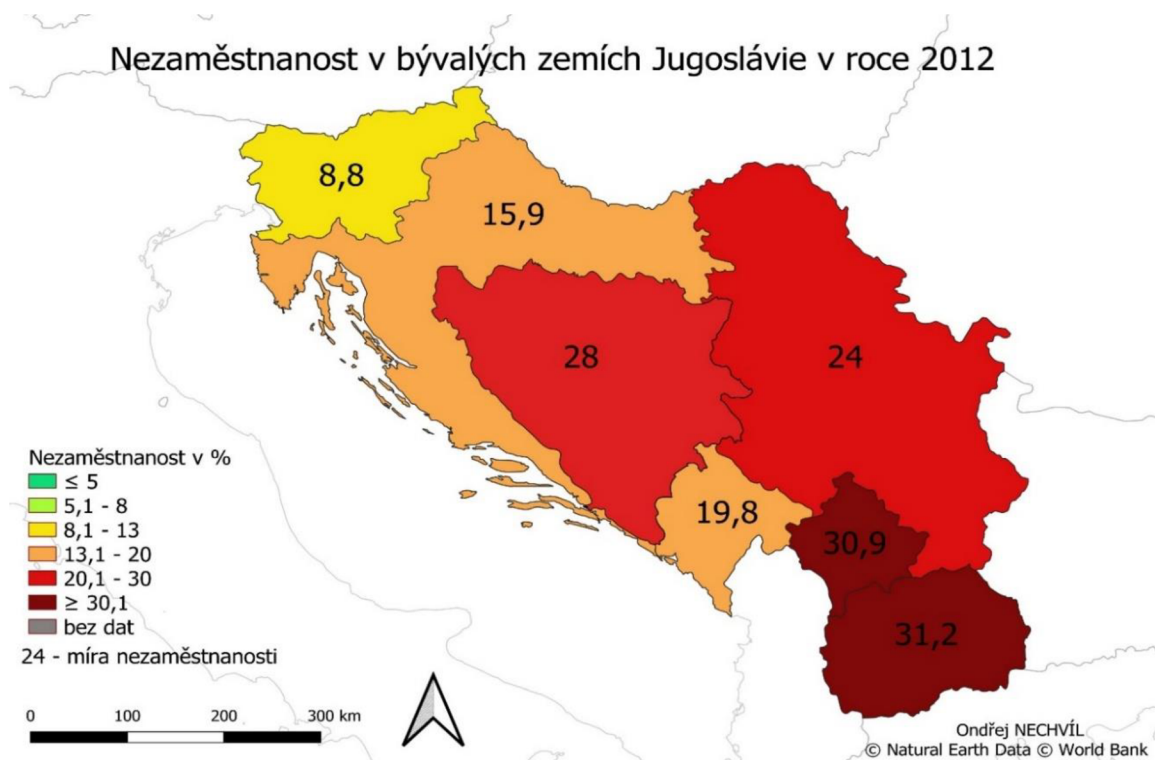 Nezaměstnanost v bývalých zemích Jugoslávie v roce 2012
8,8
15,9
28
24
19,8
30,9
31,2
Nezaměstnanost v %
≤ 5
5,1 - 8
8,1 - 13
13,1 - 20
20,1 - 30
≥ 30,1
bez dat
24 - míra nezaměstnanosti
0 100 200 300 km
Ondřej NECHVÍL
© Natural Earth Data © World Bank